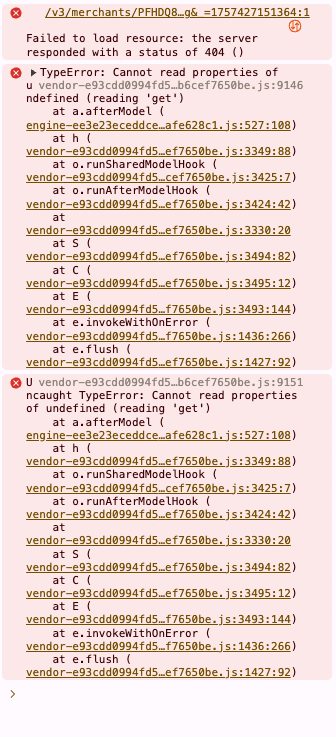 /v3/merchants/PFHDQ8…g&_=1757427151364:1
Failed to load resource: the server
responded with a status of 404 ()
TypeError: Cannot read properties of
u vendor-e93cdd0994fd5…b6cef7650be.js:9146
ndefined (reading 'get')
at a.afterModel (
engine-ee3e23eceddce…afe628c1.js:527:108)
at h (
vendor-e93cdd0994fd5…ef7650be.js:3349:88)
at o.runSharedModelHook (
vendor-e93cdd0994fd5…cef7650be.js:3425:7)
at o.runAfterModelHook (
vendor-e93cdd0994fd5…ef7650be.js:3424:42)
at
vendor-e93cdd0994fd5…ef7650be.js:3330:20
at S (
vendor-e93cdd0994fd5…ef7650be.js:3494:82)
at C (
vendor-e93cdd0994fd5…ef7650be.js:3495:12)
at E (
vendor-e93cdd0994fd5…f7650be.js:3493:144)
at e.invokeWithOnError (
vendor-e93cdd0994fd5…f7650be.js:1436:266)
at e.flush (
vendor-e93cdd0994fd5…ef7650be.js:1427:92)
U vendor-e93cdd0994fd5…b6cef7650be.js:9151
ncaught TypeError: Cannot read properties
of undefined (reading 'get')
at a.afterModel (
engine-ee3e23eceddce…afe628c1.js:527:108)
at h (
vendor-e93cdd0994fd5…ef7650be.js:3349:88)
at o.runSharedModelHook (
vendor-e93cdd0994fd5…cef7650be.js:3425:7)
at o.runAfterModelHook (
vendor-e93cdd0994fd5…ef7650be.js:3424:42)
at
vendor-e93cdd0994fd5…ef7650be.js:3330:20
at S (
vendor-e93cdd0994fd5…ef7650be.js:3494:82)
at C (
vendor-e93cdd0994fd5…ef7650be.js:3495:12)
at E (
vendor-e93cdd0994fd5…f7650be.js:3493:144)
at e.invokeWithOnError (
vendor-e93cdd0994fd5…f7650be.js:1436:266)
at e.flush (
vendor-e93cdd0994fd5…ef7650be.js:1427:92)